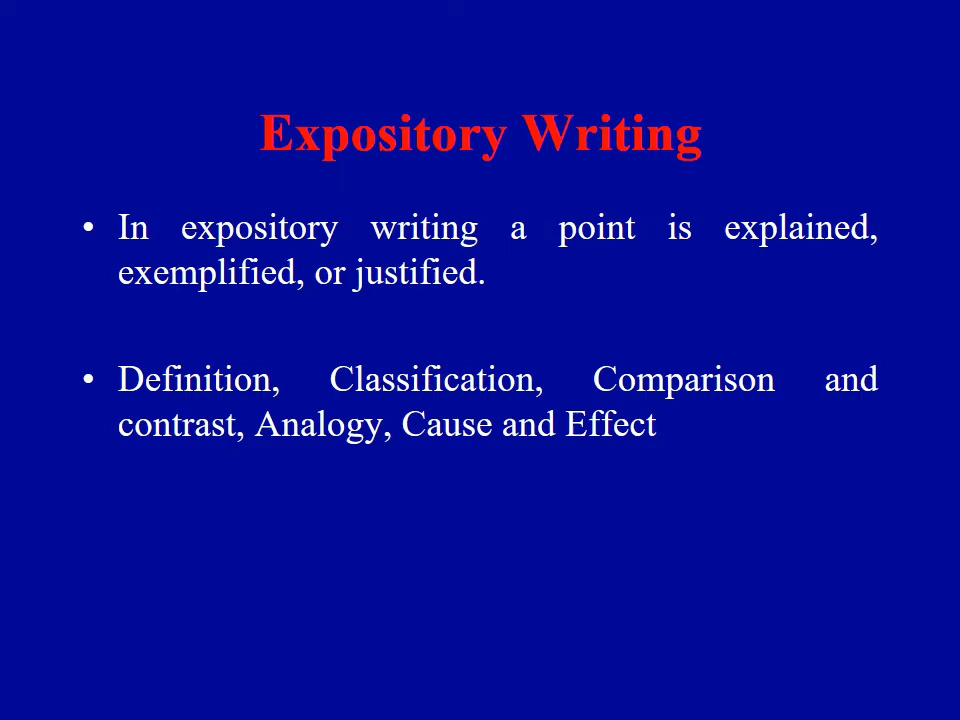 Expository Writing
• In expository writing a point is explained,
exemplified, or justified.
• Definition, Classification, Comparison and
contrast, Analogy, Cause and Effect